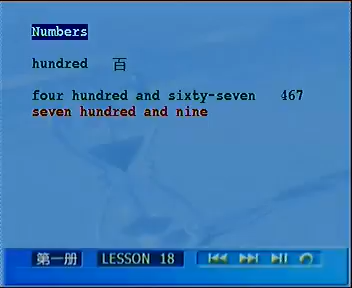 Numbers
hundred 百
four hundred and sixty-seven 467
seven hundred and nine
第一册 LESSON 18